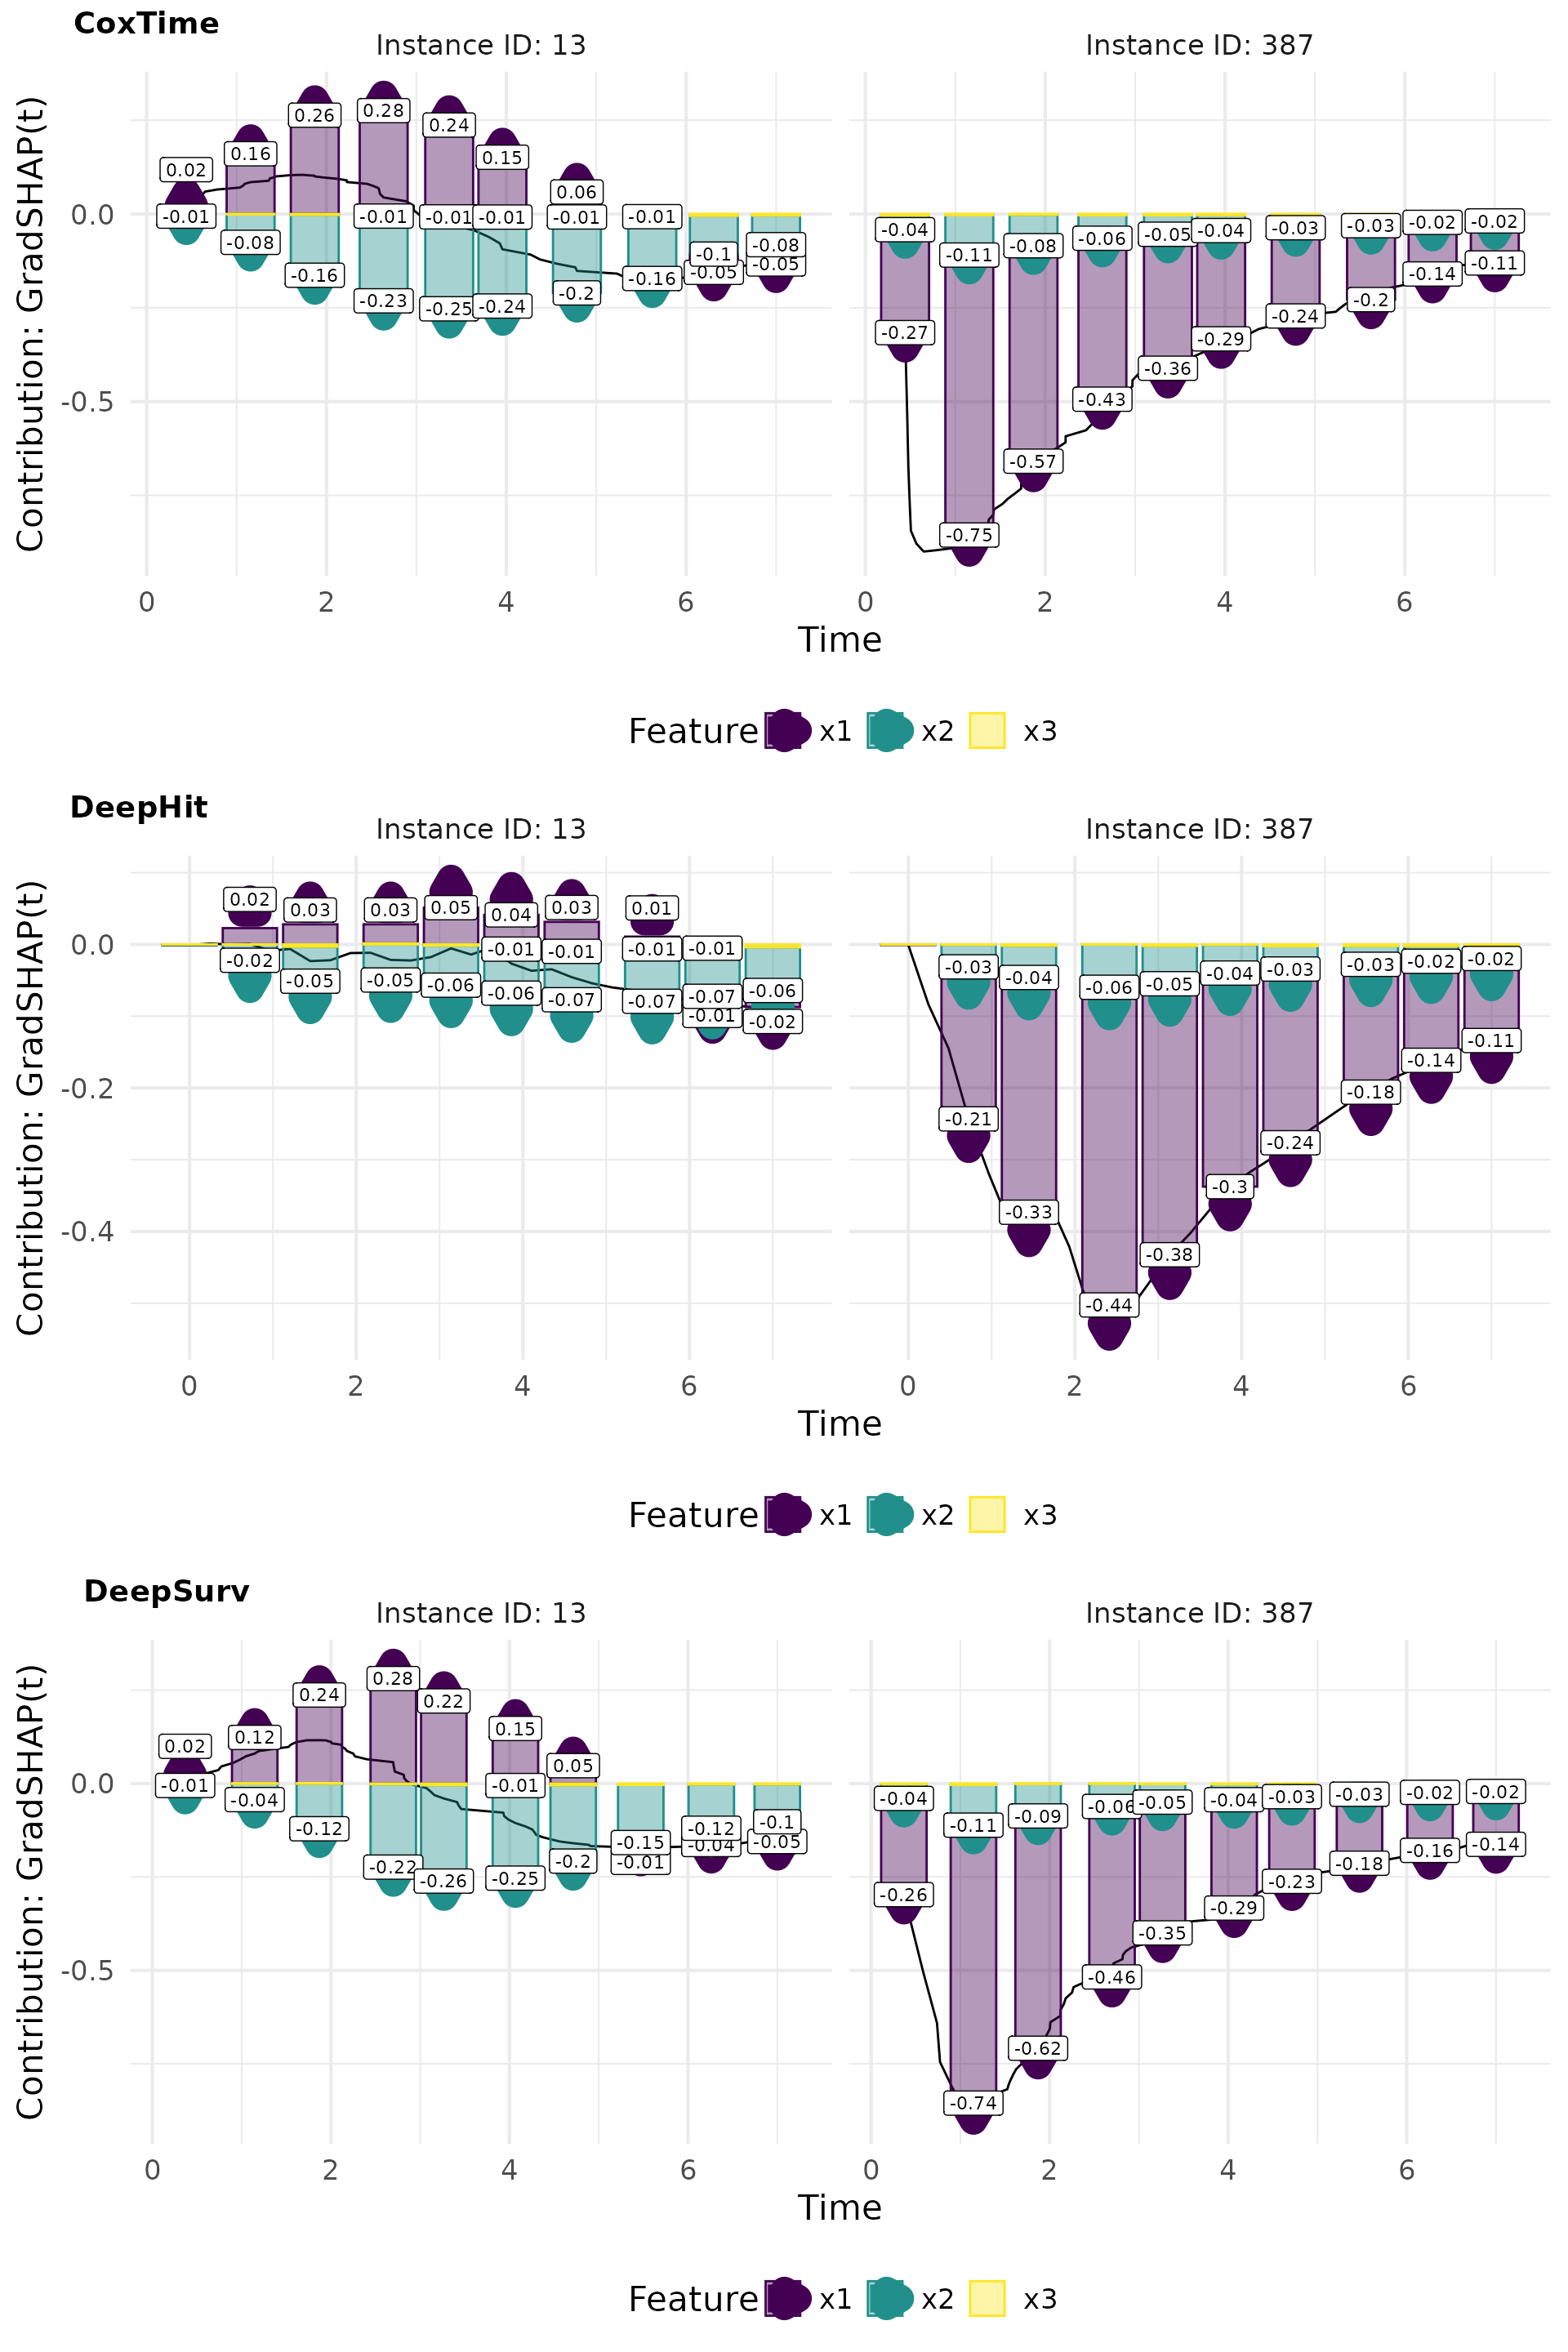 CoxTime
Instance ID: 13 Instance ID: 387
Contribution: GradSHAP(t)
0.0
-0.5
0.02 0.16 0.26 0.28 0.24 0.15 0.06
-0.01 -0.01 -0.01 -0.01 -0.01 -0.01
-0.08 -0.16 -0.23 -0.25 -0.24 -0.2 -0.16 -0.1 -0.08
-0.05 -0.05
-0.04 -0.11 -0.08 -0.06 -0.05 -0.04 -0.03 -0.03 -0.02 -0.02
-0.27 -0.75 -0.57 -0.43 -0.36 -0.29 -0.24 -0.2 -0.14 -0.11
0 2 4 6 0 2 4 6
Time
Feature x1 x2 x3
DeepHit
Instance ID: 13 Instance ID: 387
Contribution: GradSHAP(t)
0.0
-0.2
-0.4
0.02 0.03 0.03 0.05 0.04 0.03 0.01
-0.01 -0.01 -0.01 -0.01
-0.02 -0.05 -0.05 -0.06 -0.06 -0.07 -0.07 -0.07 -0.06
-0.01 -0.02
-0.03 -0.04 -0.06 -0.05 -0.04 -0.03 -0.03 -0.02 -0.02
-0.21 -0.33 -0.44 -0.38 -0.3 -0.24 -0.18 -0.14 -0.11
0 2 4 6 0 2 4 6
Time
Feature x1 x2 x3
DeepSurv
Instance ID: 13 Instance ID: 387
Contribution: GradSHAP(t)
0.0
-0.5
0.02 0.12 0.24 0.28 0.22 0.15 0.05
-0.01 -0.01
-0.04 -0.12 -0.22 -0.26 -0.25 -0.2 -0.15 -0.12 -0.1
-0.01 -0.04 -0.05
-0.04 -0.11 -0.09 -0.06 -0.05 -0.04 -0.03 -0.03 -0.02 -0.02
-0.26 -0.74 -0.62 -0.46 -0.35 -0.29 -0.23 -0.18 -0.16 -0.14
0 2 4 6 0 2 4 6
Time
Feature x1 x2 x3